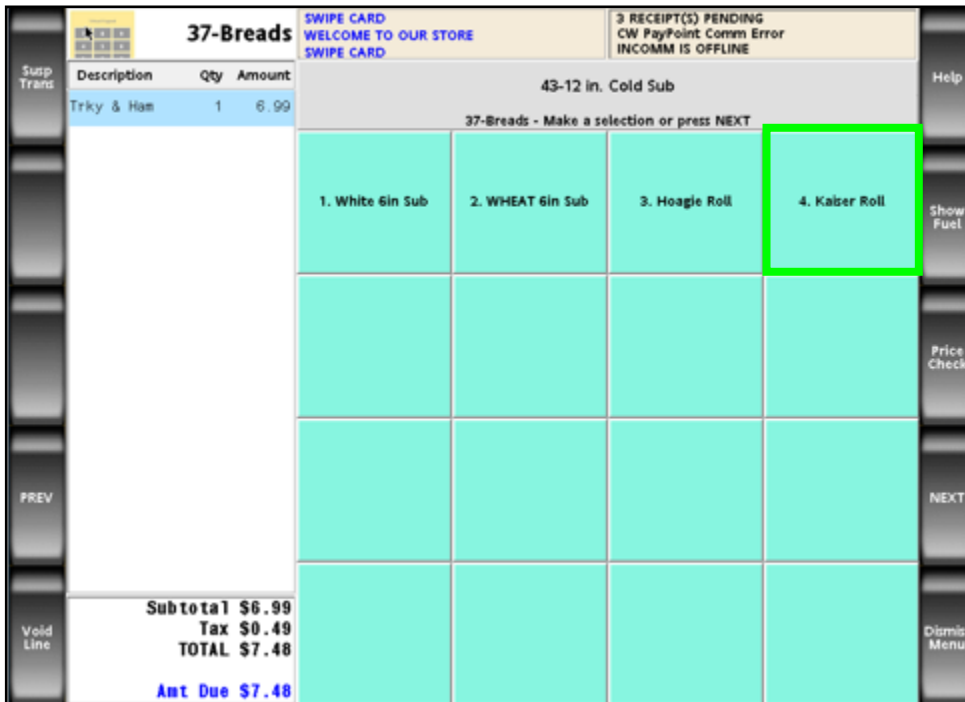 37-Breads
SWIPE CARD
WELCOME TO OUR STORE
SWIPE CARD
3 RECEIPT(S) PENDING
CW PayPoint Comm Error
INCOMM IS OFFLINE
Susp
Trans
Description Qty Amount
Trky & Ham 1 6.99
43-12 in. Cold Sub
37-Breads - Make a selection or press NEXT
Help
1. White 6in Sub
2. WHEAT 6in Sub
3. Hoagie Roll
4. Kaiser Roll
Show
Fuel
Price
Check
PREV
NEXT
Void
Line
Subtotal $6.99
Tax $0.49
TOTAL $7.48
Amt Due $7.48
Dismis
Menu